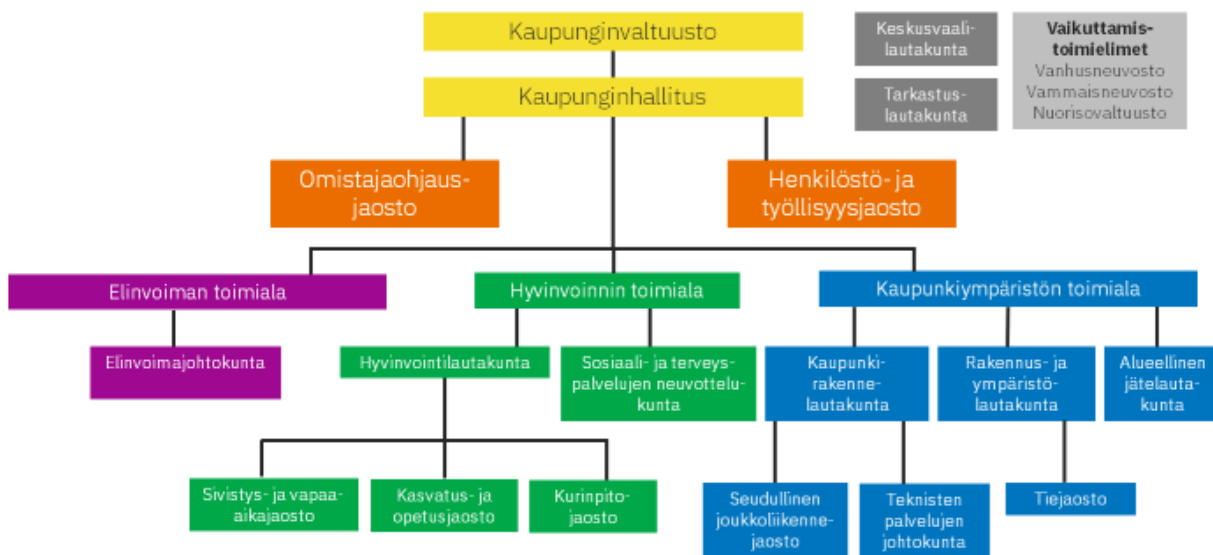 Kaupunginvaltuusto
Kaupunginhallitus
Keskusvaali-
lautakunta
Tarkastus-
lautakunta
Vaikuttamis-
toimielimet
Vanhusneuvosto
Vammaisneuvosto
Nuorisovaltuusto
Omistajaohjaus-
jaosto
Henkilöstö- ja
työllisyysjaosto
Elinvoiman toimiala
Hyvinvoinnin toimiala
Kaupunkiympäristön toimiala
Elinvoimajohtokunta
Hyvinvointilautakunta
Sosiaali- ja terveys-
palvelujen neuvottelu-
kunta
Kaupunki-
rakenne-
lautakunta
Rakennus- ja
ympäristö-
lautakunta
Alueellinen
jätelauta-
kunta
Sivistys- ja vapaa-
aikajaosto
Kasvatus- ja
opetusjaosto
Kurinpito-
jaosto
Seudullinen
joukkoliikenne-
jaosto
Teknisten
palvelujen
johtokunta
Tiejaosto